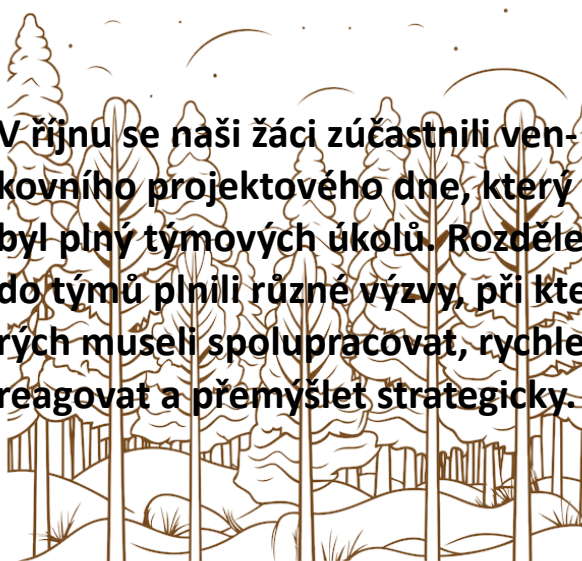 V říjnu se naši žáci zúčastnili ven-
kovního projektového dne, který
byl plný týmových úkolů. Rozděle
do týmů plnili různé výzvy, při kte
rých museli spolupracovat, rychle
reagovat a přemýšlet strategicky.